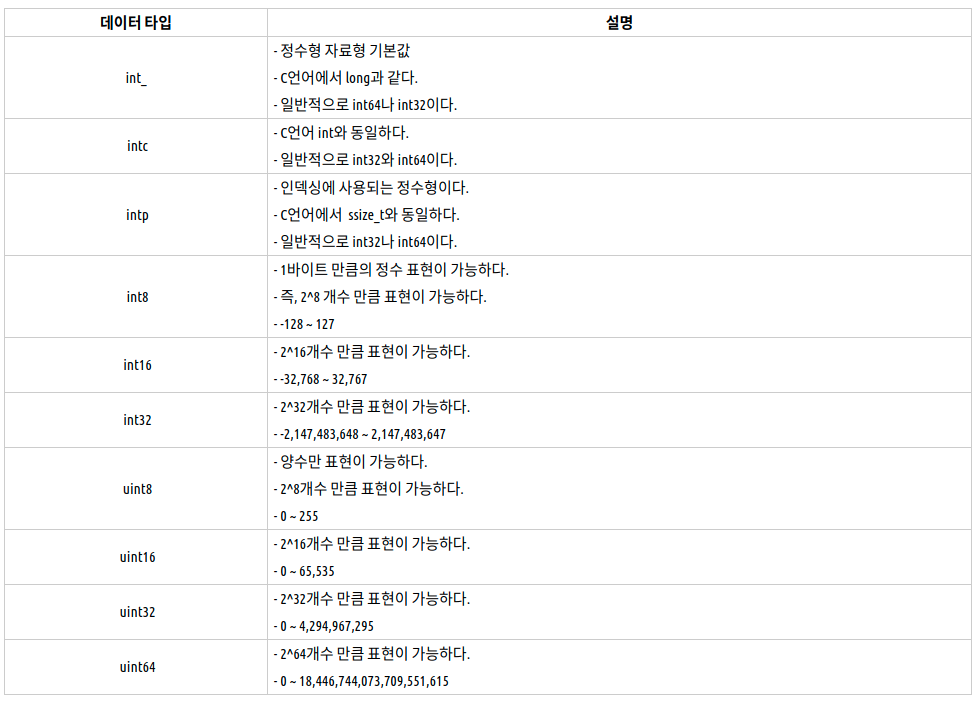 데이터 타입 설명
int_
- 정수형 자료형 기본값
- C언어에서 long과 같다.
- 일반적으로 int64나 int32이다.
intc
- C언어 int와 동일하다.
- 일반적으로 int32와 int64이다.
intp
- 인덱싱에 사용되는 정수형이다.
- C언어에서 ssize_t와 동일하다.
- 일반적으로 int32나 int64이다.
int8
- 1바이트 만큼의 정수 표현이 가능하다.
- 즉, 2^8 개수 만큼 표현이 가능하다.
- -128 ~ 127
int16
- 2^16개수 만큼 표현이 가능하다.
- -32,768 ~ 32,767
int32
- 2^32개수 만큼 표현이 가능하다.
- -2,147,483,648 ~ 2,147,483,647
uint8
- 양수만 표현이 가능하다.
- 2^8개수 만큼 표현이 가능하다.
- 0 ~ 255
uint16
- 2^16개수 만큼 표현이 가능하다.
- 0 ~ 65,535
uint32
- 2^32개수 만큼 표현이 가능하다.
- 0 ~ 4,294,967,295
uint64
- 2^64개수 만큼 표현이 가능하다.
- 0 ~ 18,446,744,073,709,551,615